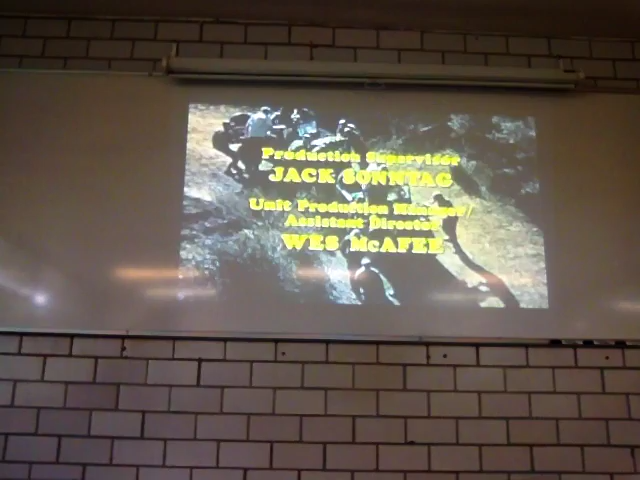 Production Supervisor
JACK SONNTAG
Unit Production Manager/
Assistant Director
WES McAFEE